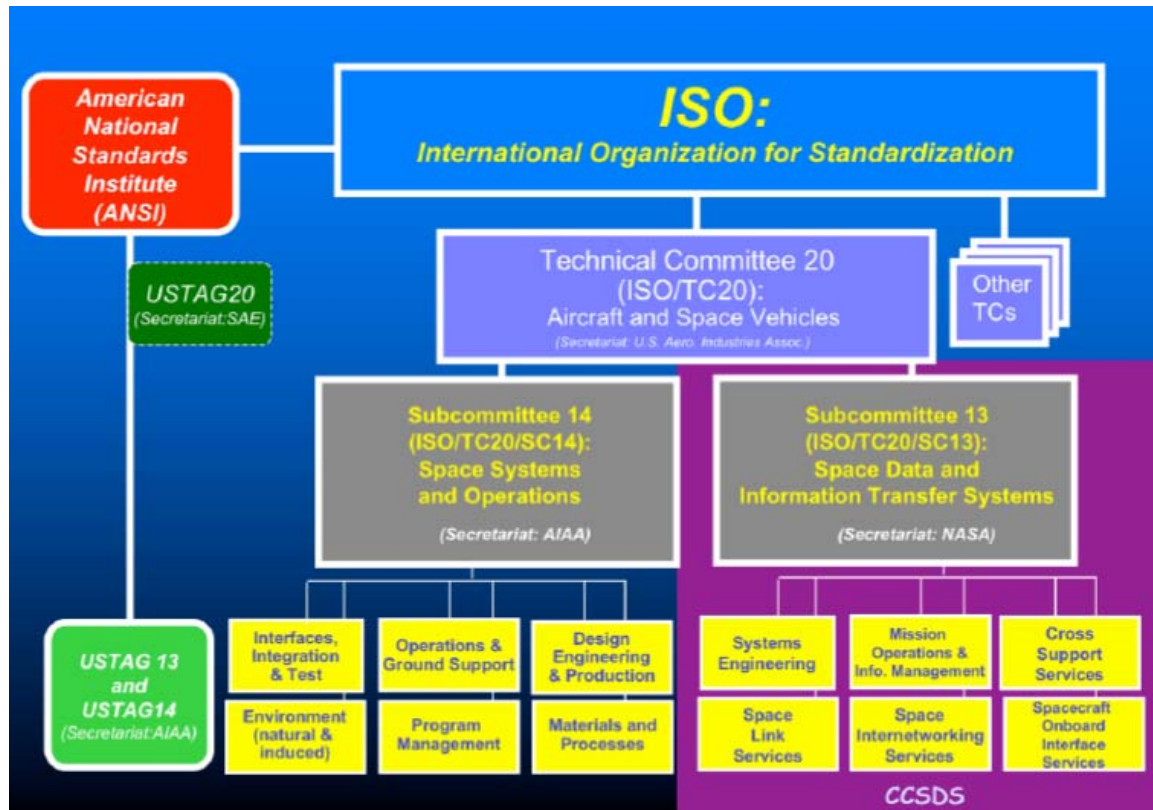 American
National
Standards
Institute
(ANSI)
ISO:
International Organization for Standardization
USTAG20
(Secretariat:SAE)
Technical Committee 20
(ISO/TC20):
Aircraft and Space Vehicles
(Secretariat: U.S. Aero. Industries Assoc.)
Other
TCs
Subcommittee 14
(ISO/TC20/SC14):
Space Systems
and Operations
(Secretariat: AIAA)
Subcommittee 13
(ISO/TC20/SC13):
Space Data and
Information Transfer Systems
(Secretariat: NASA)
USTAG 13
and
USTAG14
(Secretariat:AIAA)
Interfaces,
Integration
& Test
Operations &
Ground Support
Design
Engineering
& Production
Environment
(natural &
induced)
Program
Management
Materials and
Processes
Systems
Engineering
Mission
Operations &
Info. Management
Cross
Support
Services
Space
Link
Services
Space
Internetworking
Services
Spacecraft
Onboard
Interface
Services
CCSDS